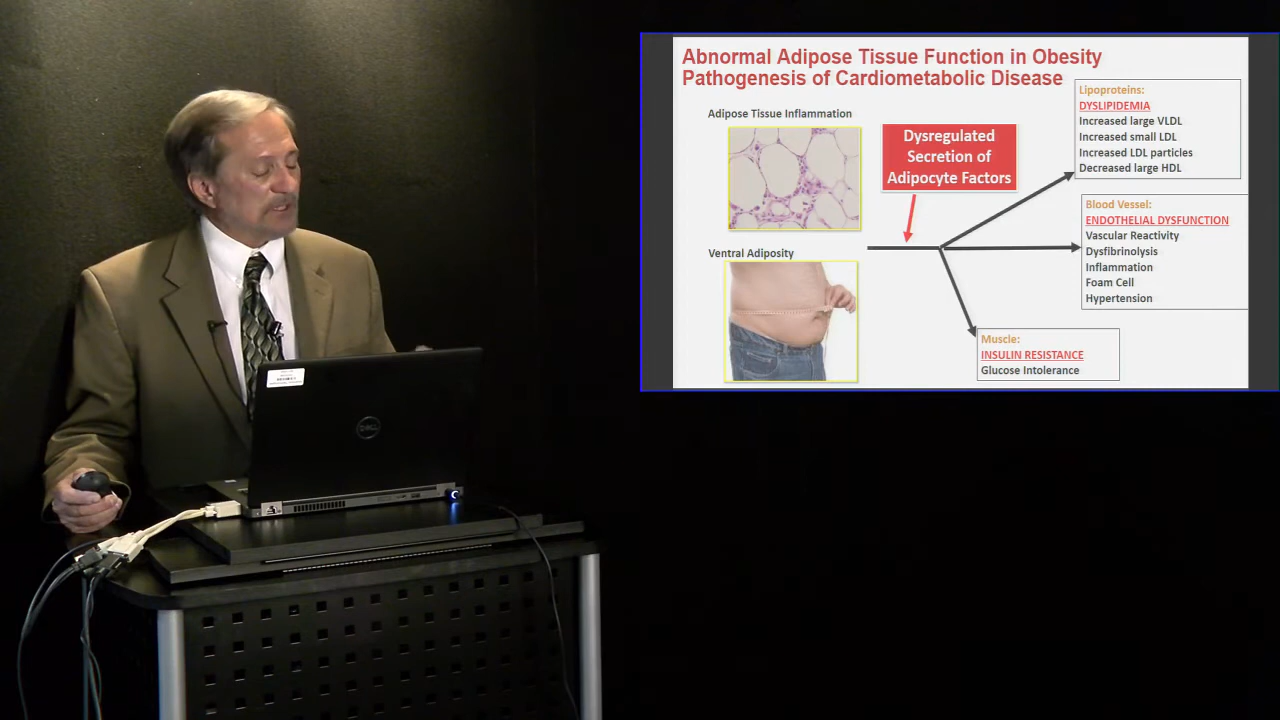 Abnormal Adipose Tissue Function in Obesity
Pathogenesis of Cardiometabolic Disease
Adipose Tissue Inflammation
Dysregulated
Secretion of
Adipocyte Factors
Lipoproteins:
DYSLIPIDEMIA
Increased large VLDL
Increased small LDL
Increased LDL particles
Decreased large HDL
Ventral Adiposity
Blood Vessel:
ENDOTHELIAL DYSFUNCTION
Vascular Reactivity
Dysfibrinolysis
Inflammation
Foam Cell
Hypertension
Muscle:
INSULIN RESISTANCE
Glucose Intolerance
DELL